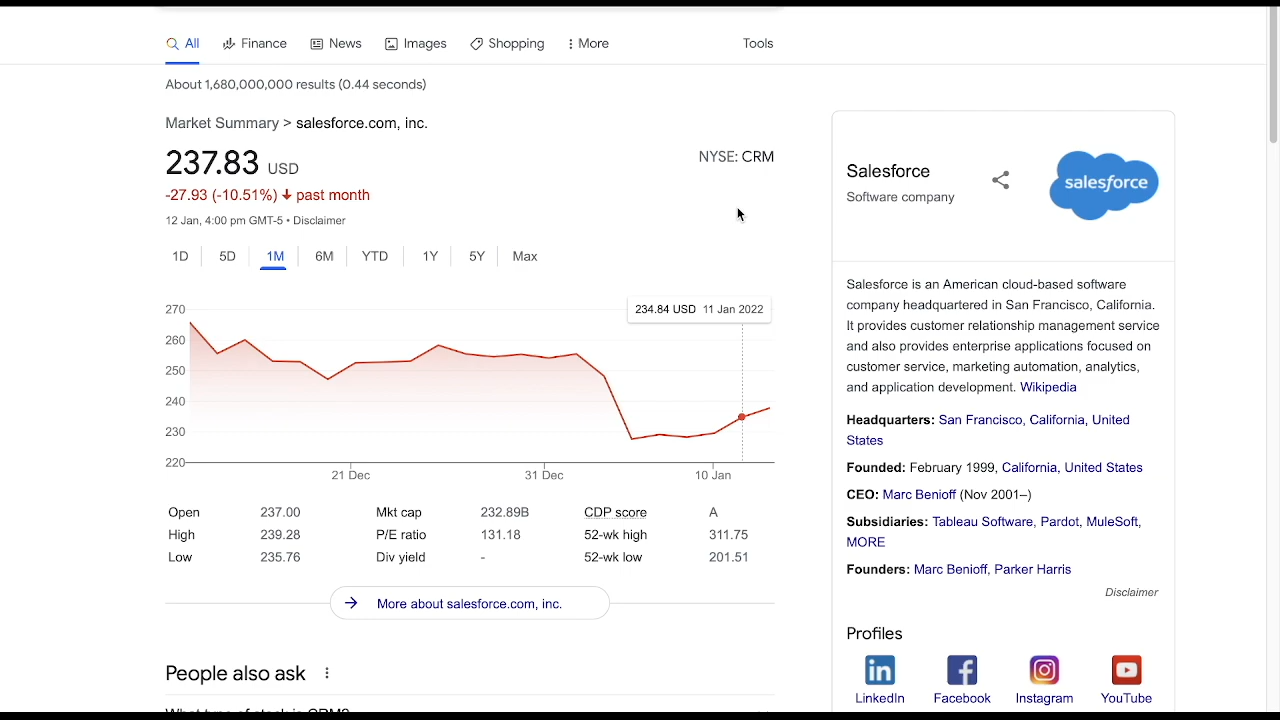 All Finance News Images Shopping More Tools
About 1,680,000,000 results (0.44 seconds)
Market Summary > salesforce.com, inc.
237.83 USD
NYSE: CRM
-27.93 (-10.51%) past month
12 Jan, 4:00 pm GMT-5 • Disclaimer
1D 5D 1M 6M YTD 1Y 5Y Max
234.84 USD 11 Jan 2022
270
260
250
240
230
220
21 Dec 31 Dec 10 Jan
Open 237.00 Mkt cap 232.89B CDP score A
High 239.28 P/E ratio 131.18 52-wk high 311.75
Low 235.76 Div yield - 52-wk low 201.51
More about salesforce.com, inc.
People also ask
What type of stock is CRM?
Salesforce
Software company
salesforce
Salesforce is an American cloud-based software
company headquartered in San Francisco, California.
It provides customer relationship management service
and also provides enterprise applications focused on
customer service, marketing automation, analytics,
and application development. Wikipedia
Headquarters: San Francisco, California, United
States
Founded: February 1999, California, United States
CEO: Marc Benioff (Nov 2001–)
Subsidiaries: Tableau Software, Pardot, MuleSoft,
MORE
Founders: Marc Benioff, Parker Harris
Disclaimer
Profiles
LinkedIn Facebook Instagram YouTube